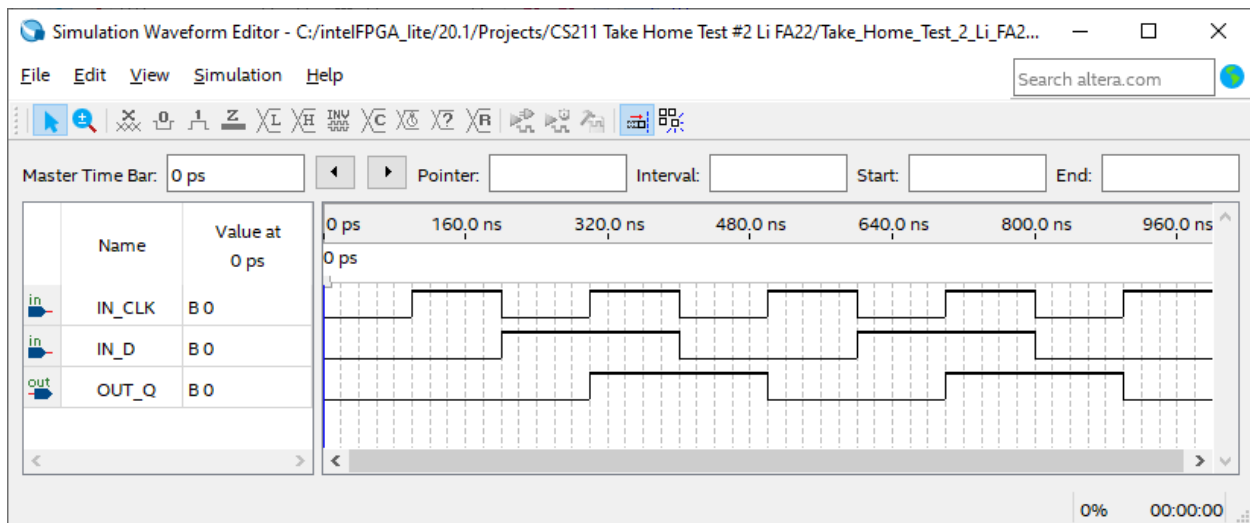 Simulation Waveform Editor - C:/intelFPGA_lite/20.1/Projects/CS211 Take Home Test #2 Li FA22/Take_Home_Test_2_Li_FA2...
File Edit View Simulation Help
Search altera.com
0 1 Z L H INV C ? R
Master Time Bar: 0 ps Pointer: Interval: Start: End:
Name Value at 0 ps
0 ps 160.0 ns 320.0 ns 480.0 ns 640.0 ns 800.0 ns 960.0 ns
0 ps
in IN_CLK B 0
in IN_D B 0
out OUT_Q B 0
0% 00:00:00